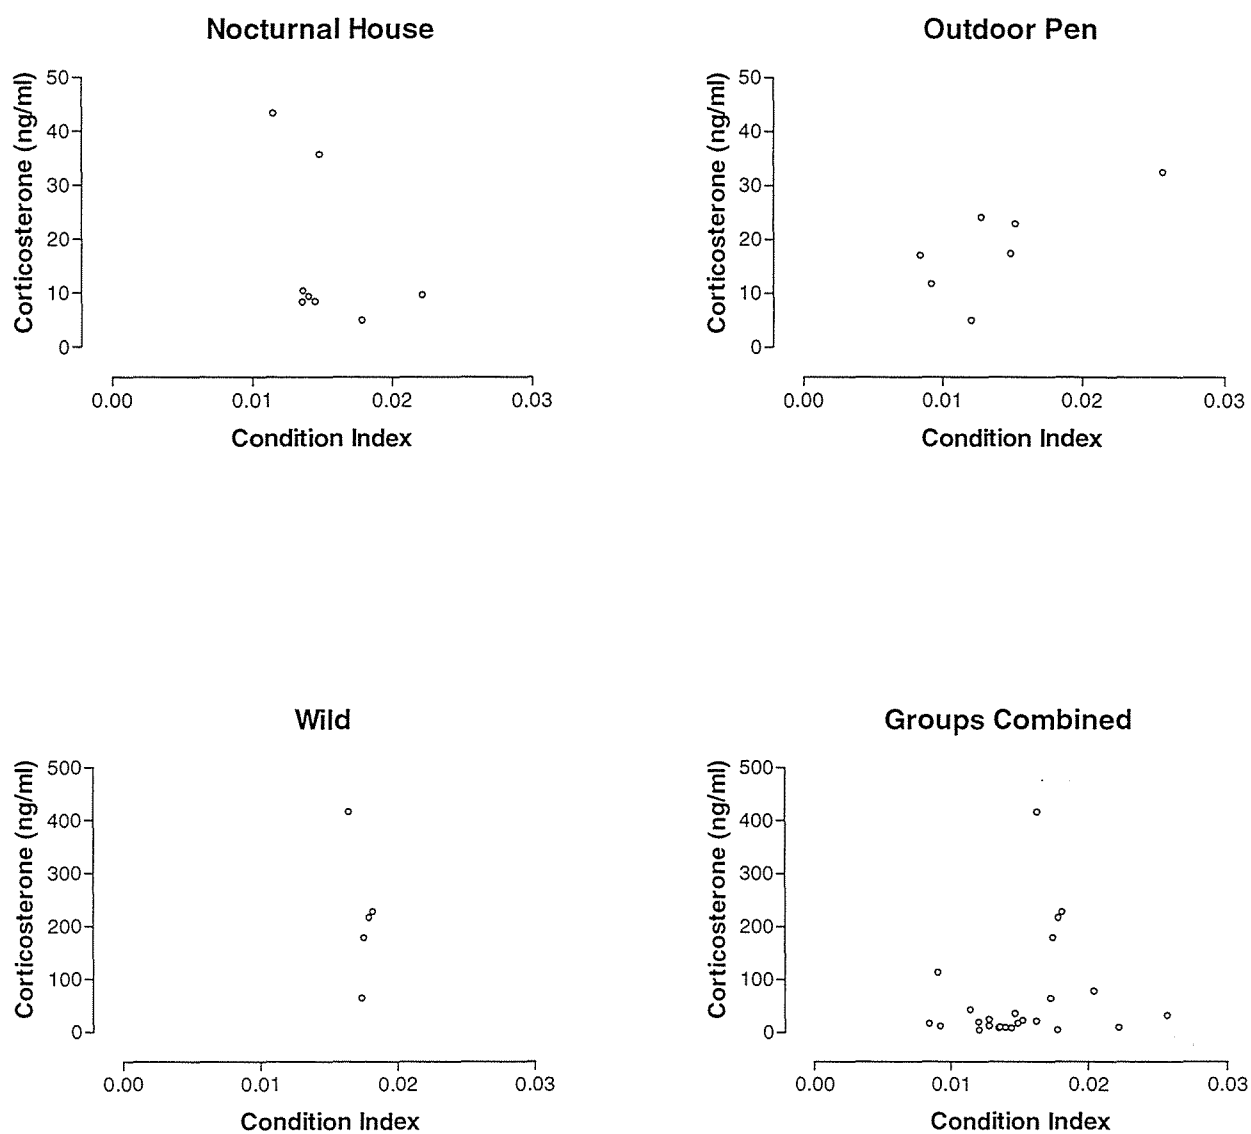 Nocturnal House
Corticosterone (ng/ml)
50
40
30
20
10
0
0.00 0.01 0.02 0.03
Condition Index
Outdoor Pen
Corticosterone (ng/ml)
50
40
30
20
10
0
0.00 0.01 0.02 0.03
Condition Index
Wild
Corticosterone (ng/ml)
500
400
300
200
100
0
0.00 0.01 0.02 0.03
Condition Index
Groups Combined
Corticosterone (ng/ml)
500
400
300
200
100
0
0.00 0.01 0.02 0.03
Condition Index